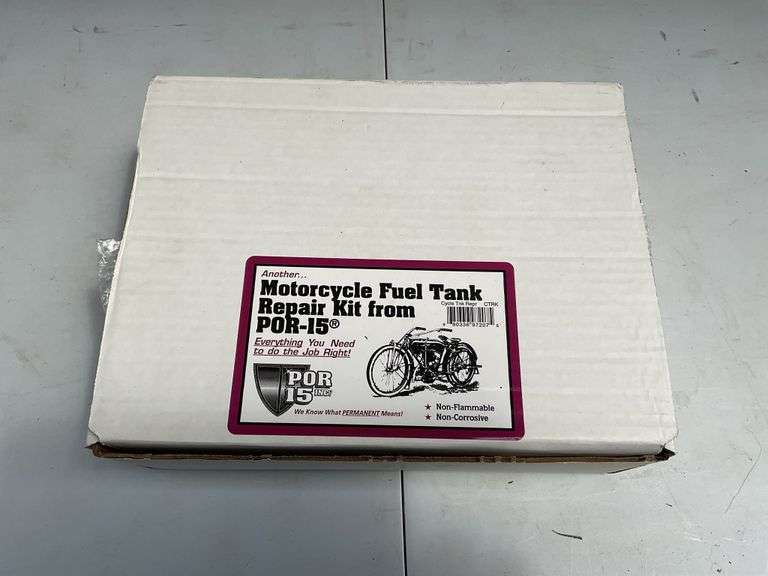 Another...
Motorcycle Fuel Tank
Repair Kit from
POR-15®
Cycle Tnk Repr CTRK
Everything You Need
to do the Job Right!
POR
15 INC.
We Know What PERMANENT Means!
★ Non-Flammable
★ Non-Corrosive